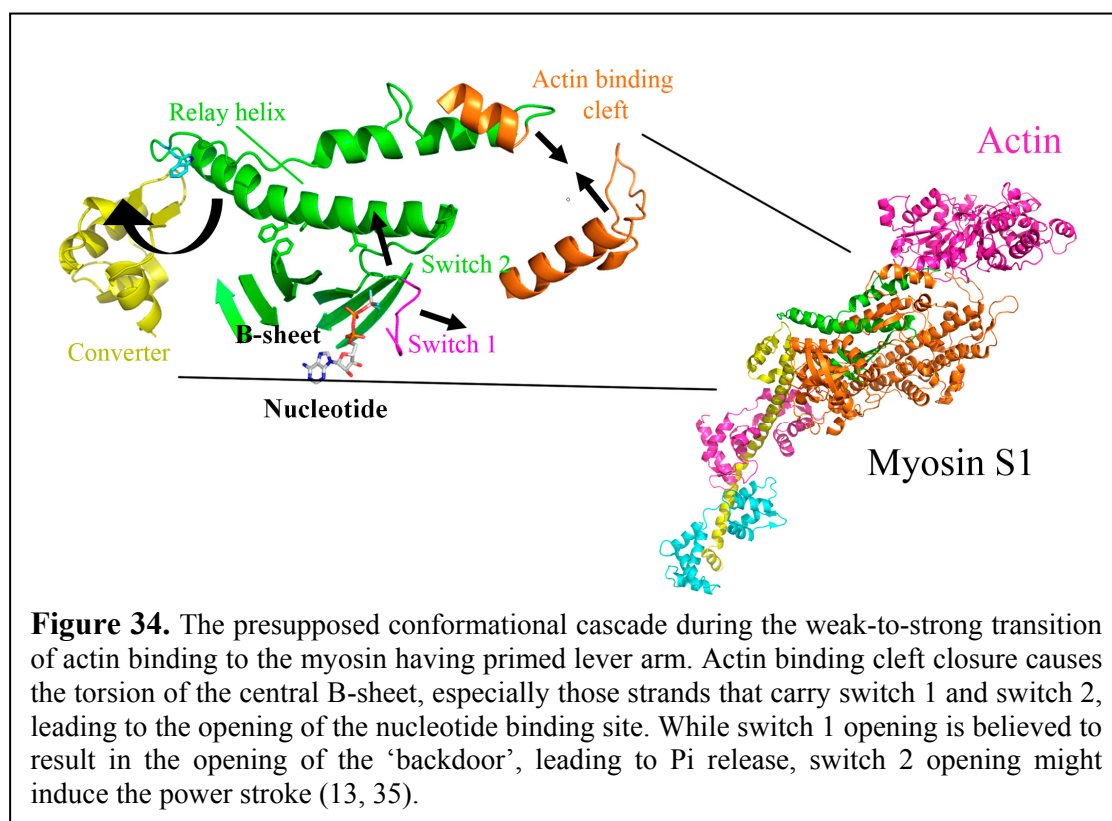 Actin binding
cleft
Relay helix
Actin
Switch 2
B-sheet
Switch 1
Converter
Nucleotide
Myosin S1
Figure 34. The presupposed conformational cascade during the weak-to-strong transition
of actin binding to the myosin having primed lever arm. Actin binding cleft closure causes
the torsion of the central B-sheet, especially those strands that carry switch 1 and switch 2,
leading to the opening of the nucleotide binding site. While switch 1 opening is believed to
result in the opening of the ‘backdoor’, leading to Pi release, switch 2 opening might
induce the power stroke (13, 35).